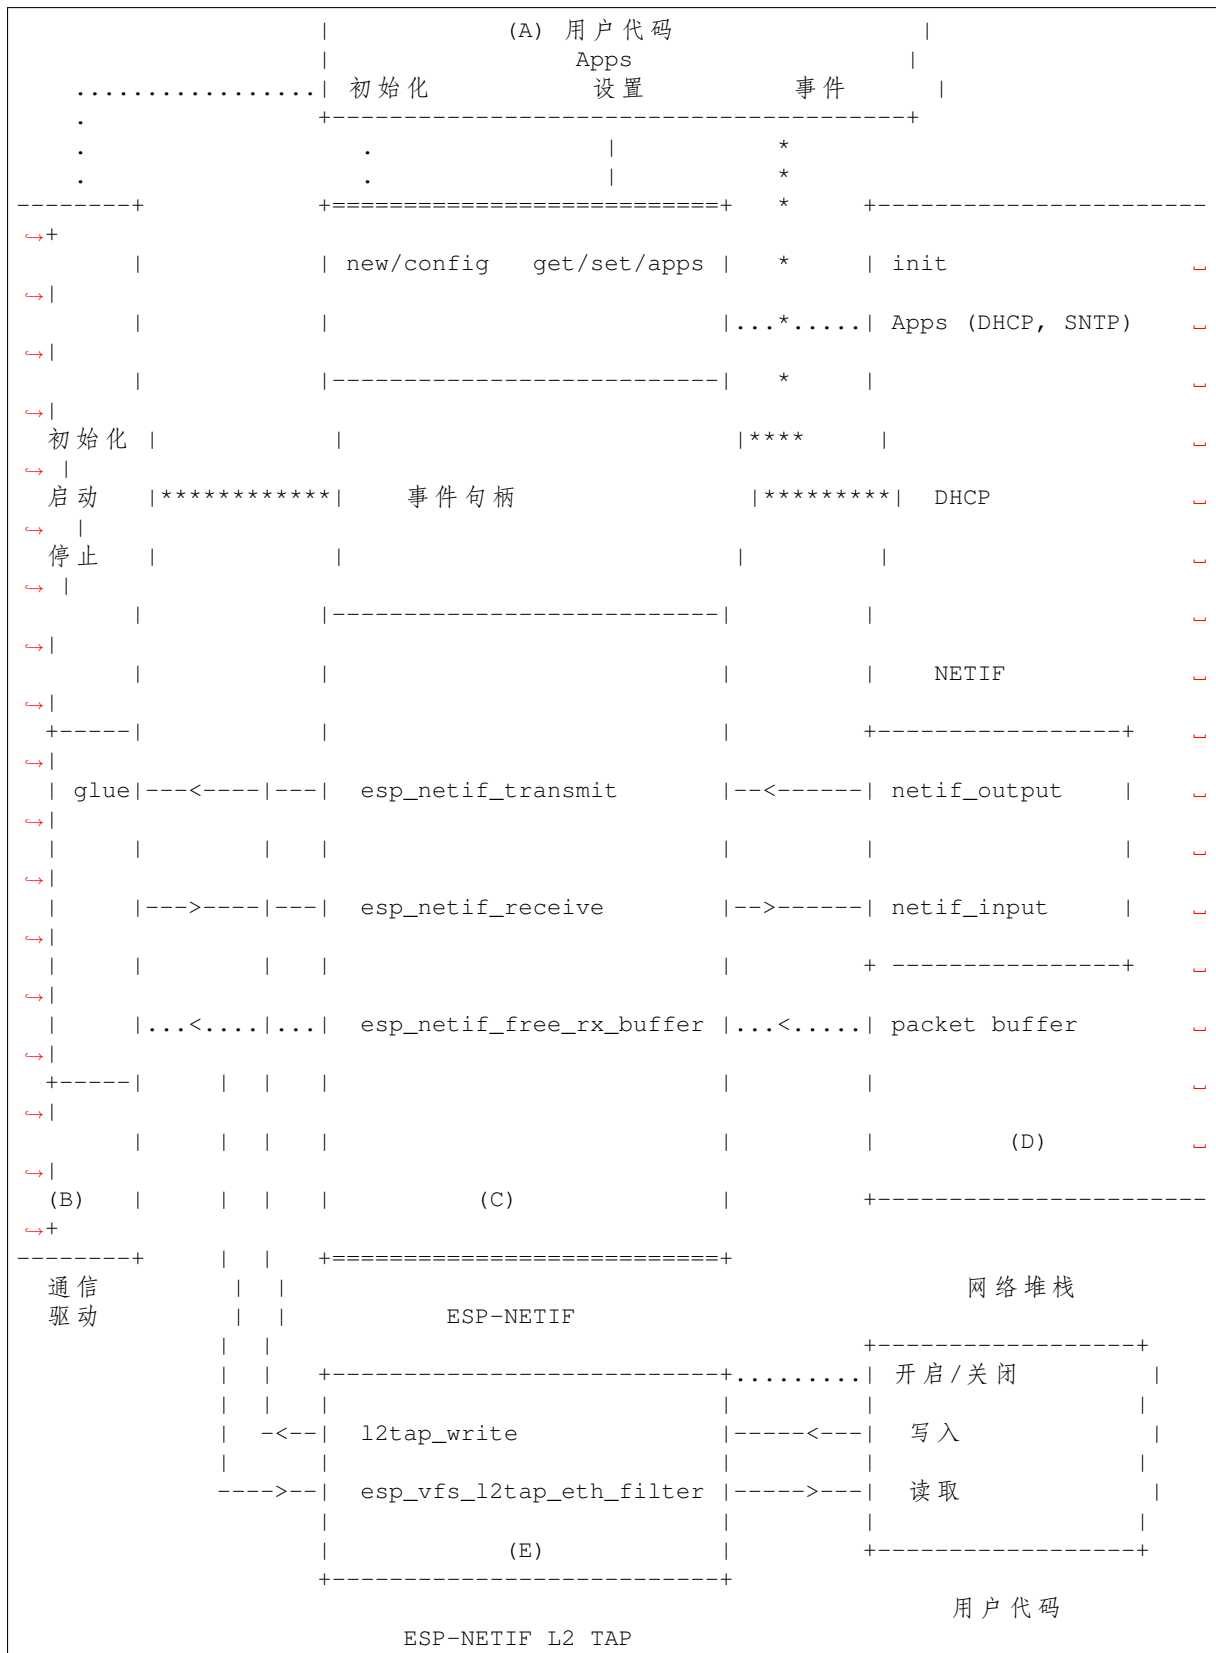 (A) 用户代码
Apps
初始化 设置 事件
new/config get/set/apps init
Apps (DHCP, SNTP)
初始化
启动 事件句柄 DHCP
停止
NETIF
glue esp_netif_transmit netif_output
esp_netif_receive netif_input
esp_netif_free_rx_buffer packet buffer
(D)
(B) (C)
通信 网络堆栈
驱动 ESP-NETIF
开启/关闭
l2tap_write 写入
esp_vfs_l2tap_eth_filter 读取
(E)
用户代码
ESP-NETIF L2 TAP